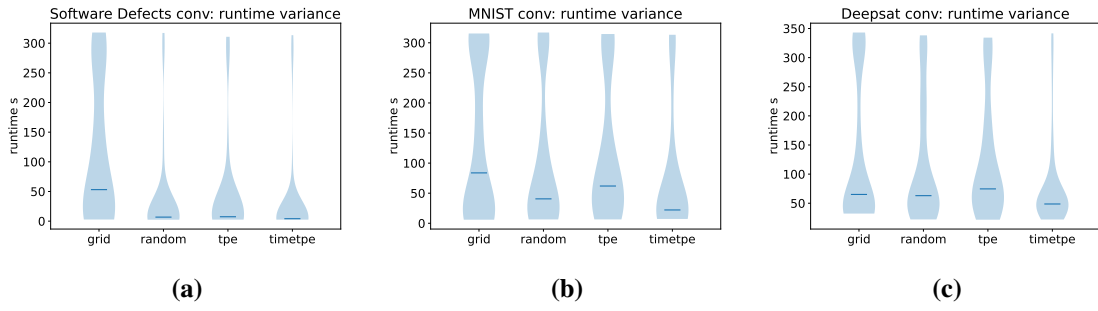 Software Defects conv: runtime variance
runtime s
300
250
200
150
100
50
0
grid random tpe timetpe
(a)
MNIST conv: runtime variance
runtime s
300
250
200
150
100
50
0
grid random tpe timetpe
(b)
Deepsat conv: runtime variance
runtime s
350
300
250
200
150
100
50
grid random tpe timetpe
(c)